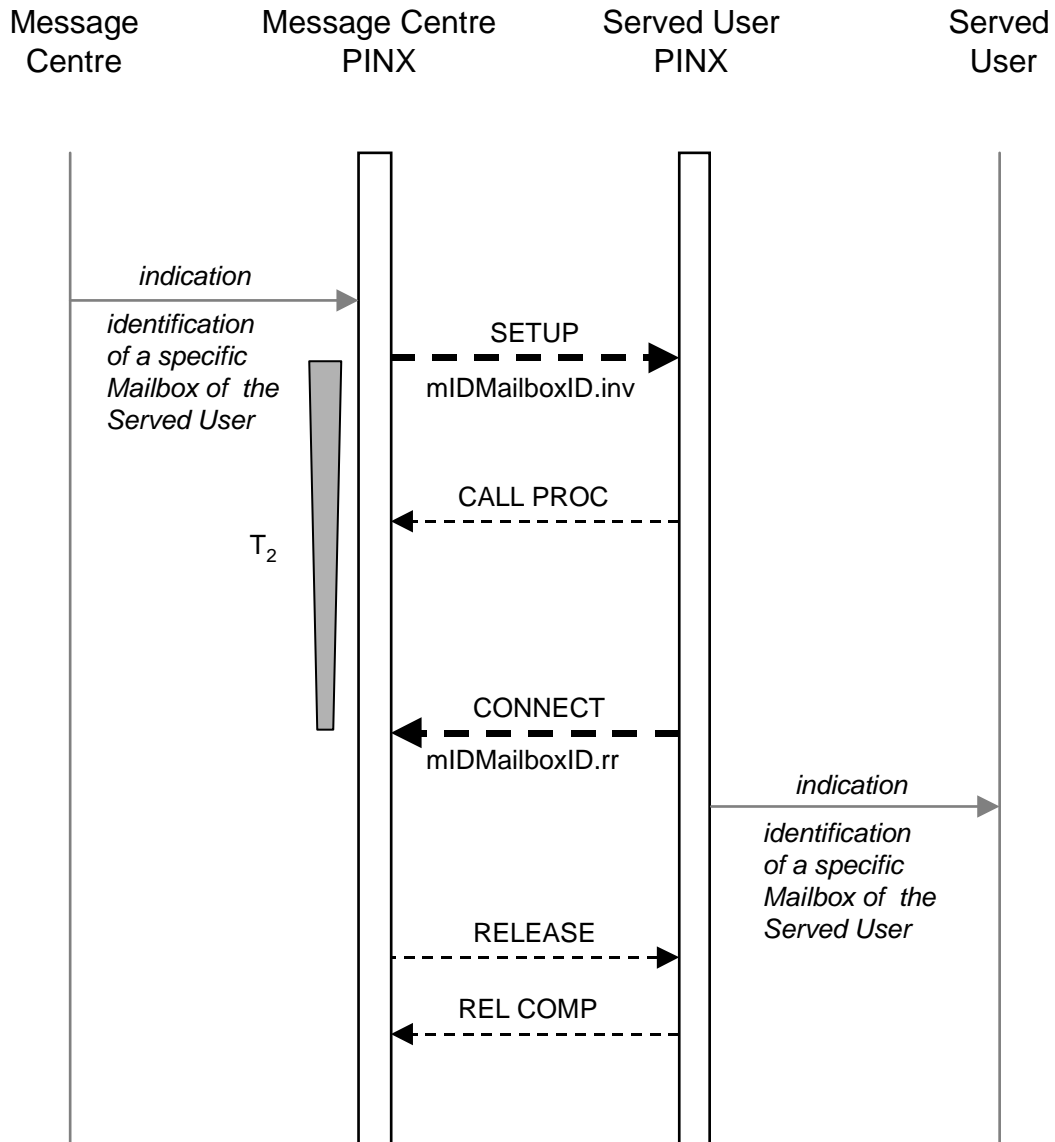 Message
Centre
Message Centre
PINX
Served User
PINX
Served
User
indication
identification
of a specific
Mailbox of the
Served User
SETUP
mIDMailboxID.inv
CALL PROC
T2
CONNECT
mIDMailboxID.rr
indication
identification
of a specific
Mailbox of the
Served User
RELEASE
REL COMP